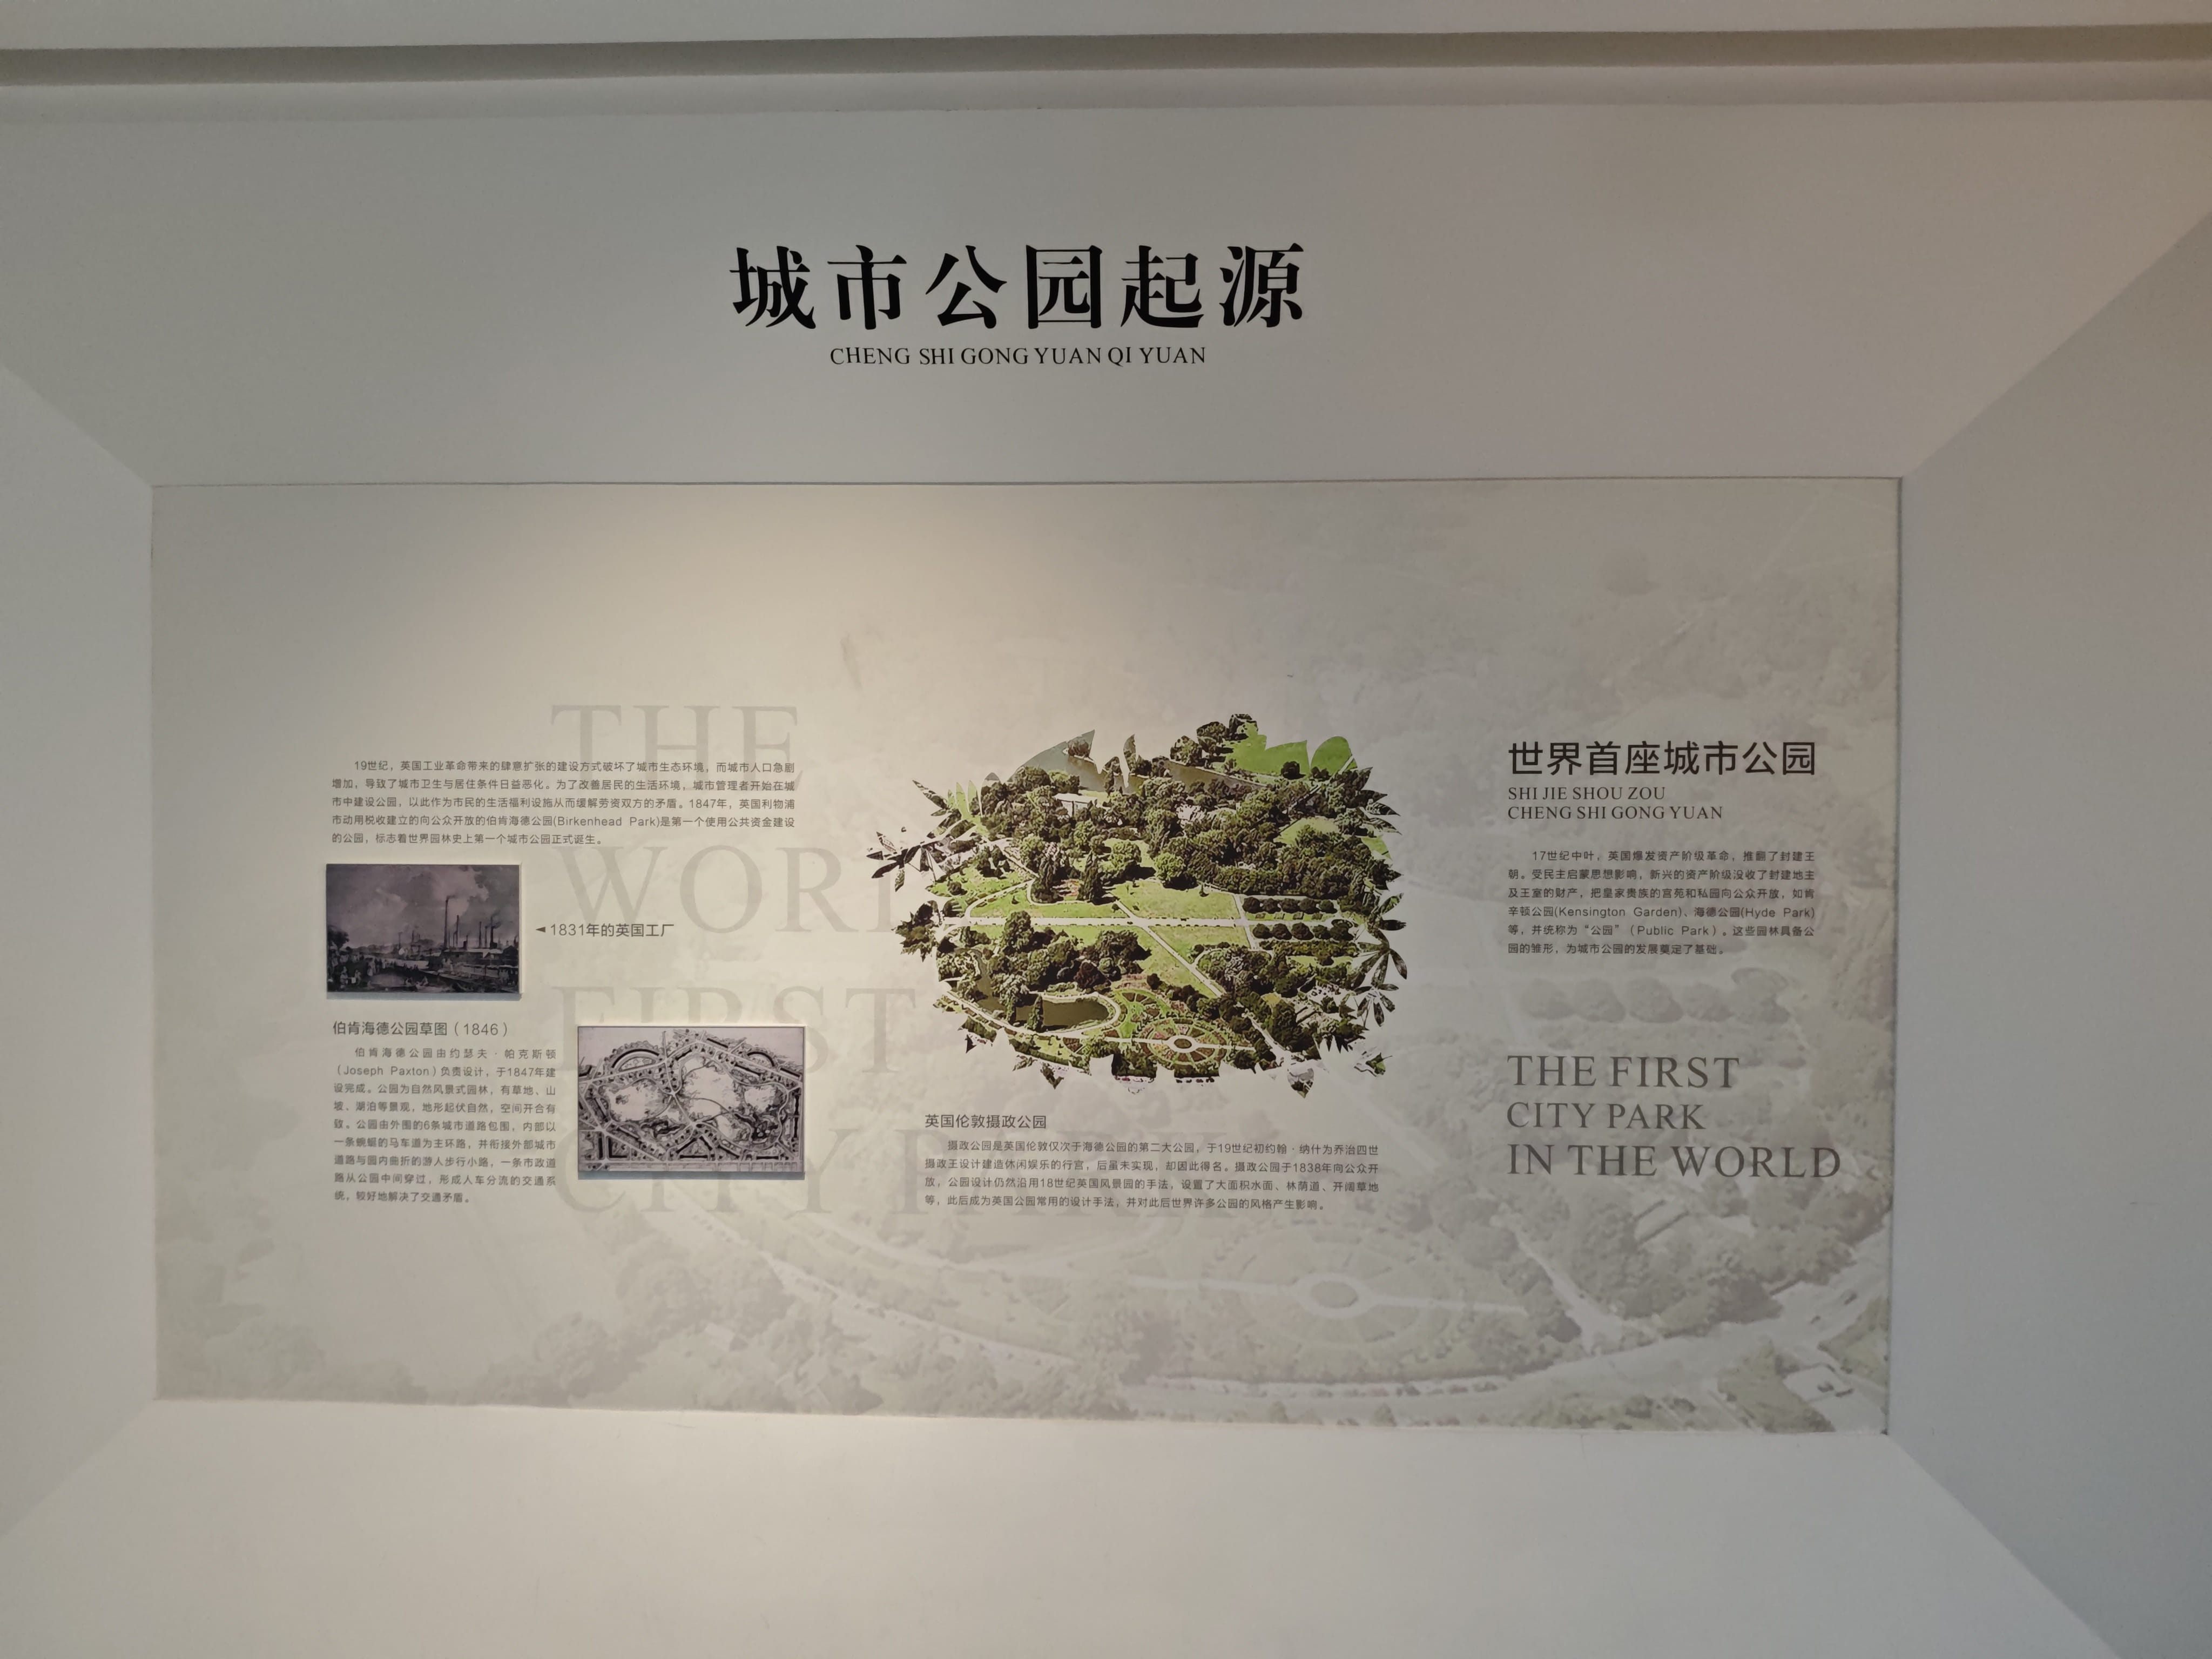 城市公园起源
CHENG SHI GONG YUAN QI YUAN
THE
WORL
FIRST
CITY PARK
19世纪，英国工业革命带来的肆意扩张的建设方式破坏了城市生态环境，而城市人口急剧
增加，导致了城市卫生与居住条件日益恶化。为了改善居民的生活环境，城市管理者开始在城
市中建设公园，以此作为市民的生活福利设施从而缓解劳资双方的矛盾。1847年，英国利物浦
市动用税收建立的向公众开放的伯肯海德公园(Birkenhead Park)是第一个使用公共资金建设
的公园，标志着世界园林史上第一个城市公园正式诞生。
◄1831年的英国工厂
伯肯海德公园草图（1846）
伯肯海德公园由约瑟夫·帕克斯顿
（Joseph Paxton）负责设计，于1847年建
设完成。公园为自然风景式园林，有草地、山
坡、湖泊等景观，地形起伏自然，空间开合有
致。公园由外围的6条城市道路包围，内部以
一条蜿蜒的马车道为主环路，并衔接外部城市
道路与园内曲折的游人步行小路，一条市政道
路从公园中间穿过，形成人车分流的交通系
统，较好地解决了交通矛盾。
英国伦敦摄政公园
摄政公园是英国伦敦仅次于海德公园的第二大公园，于19世纪初约翰·纳什为乔治四世
摄政王设计建造休闲娱乐的行宫，后虽未实现，却因此得名。摄政公园于1838年向公众开
放，公园设计仍然沿用18世纪英国风景园的手法，设置了大面积水面、林荫道、开阔草地
等，此后成为英国公园常用的设计手法，并对此后世界许多公园的风格产生影响。
世界首座城市公园
SHI JIE SHOU ZOU
CHENG SHI GONG YUAN
17世纪中叶，英国爆发资产阶级革命，推翻了封建王
朝。受民主启蒙思想影响，新兴的资产阶级没收了封建地主
及王室的财产，把皇家贵族的宫苑和私园向公众开放，如肯
辛顿公园(Kensington Garden)、海德公园(Hyde Park)
等，并统称为“公园”（Public Park）。这些园林具备公
园的雏形，为城市公园的发展奠定了基础。
THE FIRST
CITY PARK
IN THE WORLD